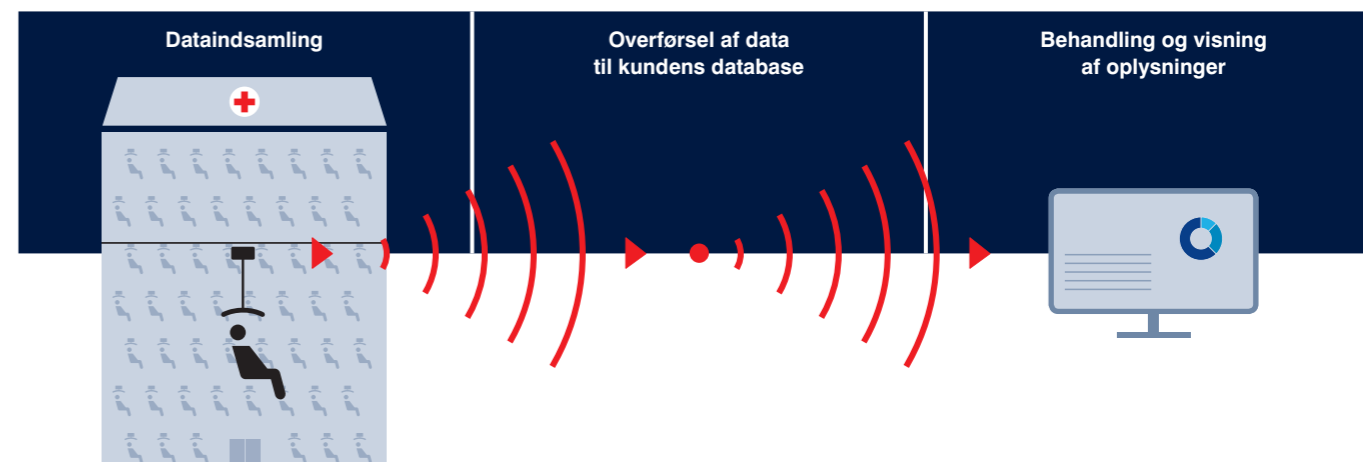 Dataindsamling
Overførsel af data
til kundens database
Behandling og visning
af oplysninger